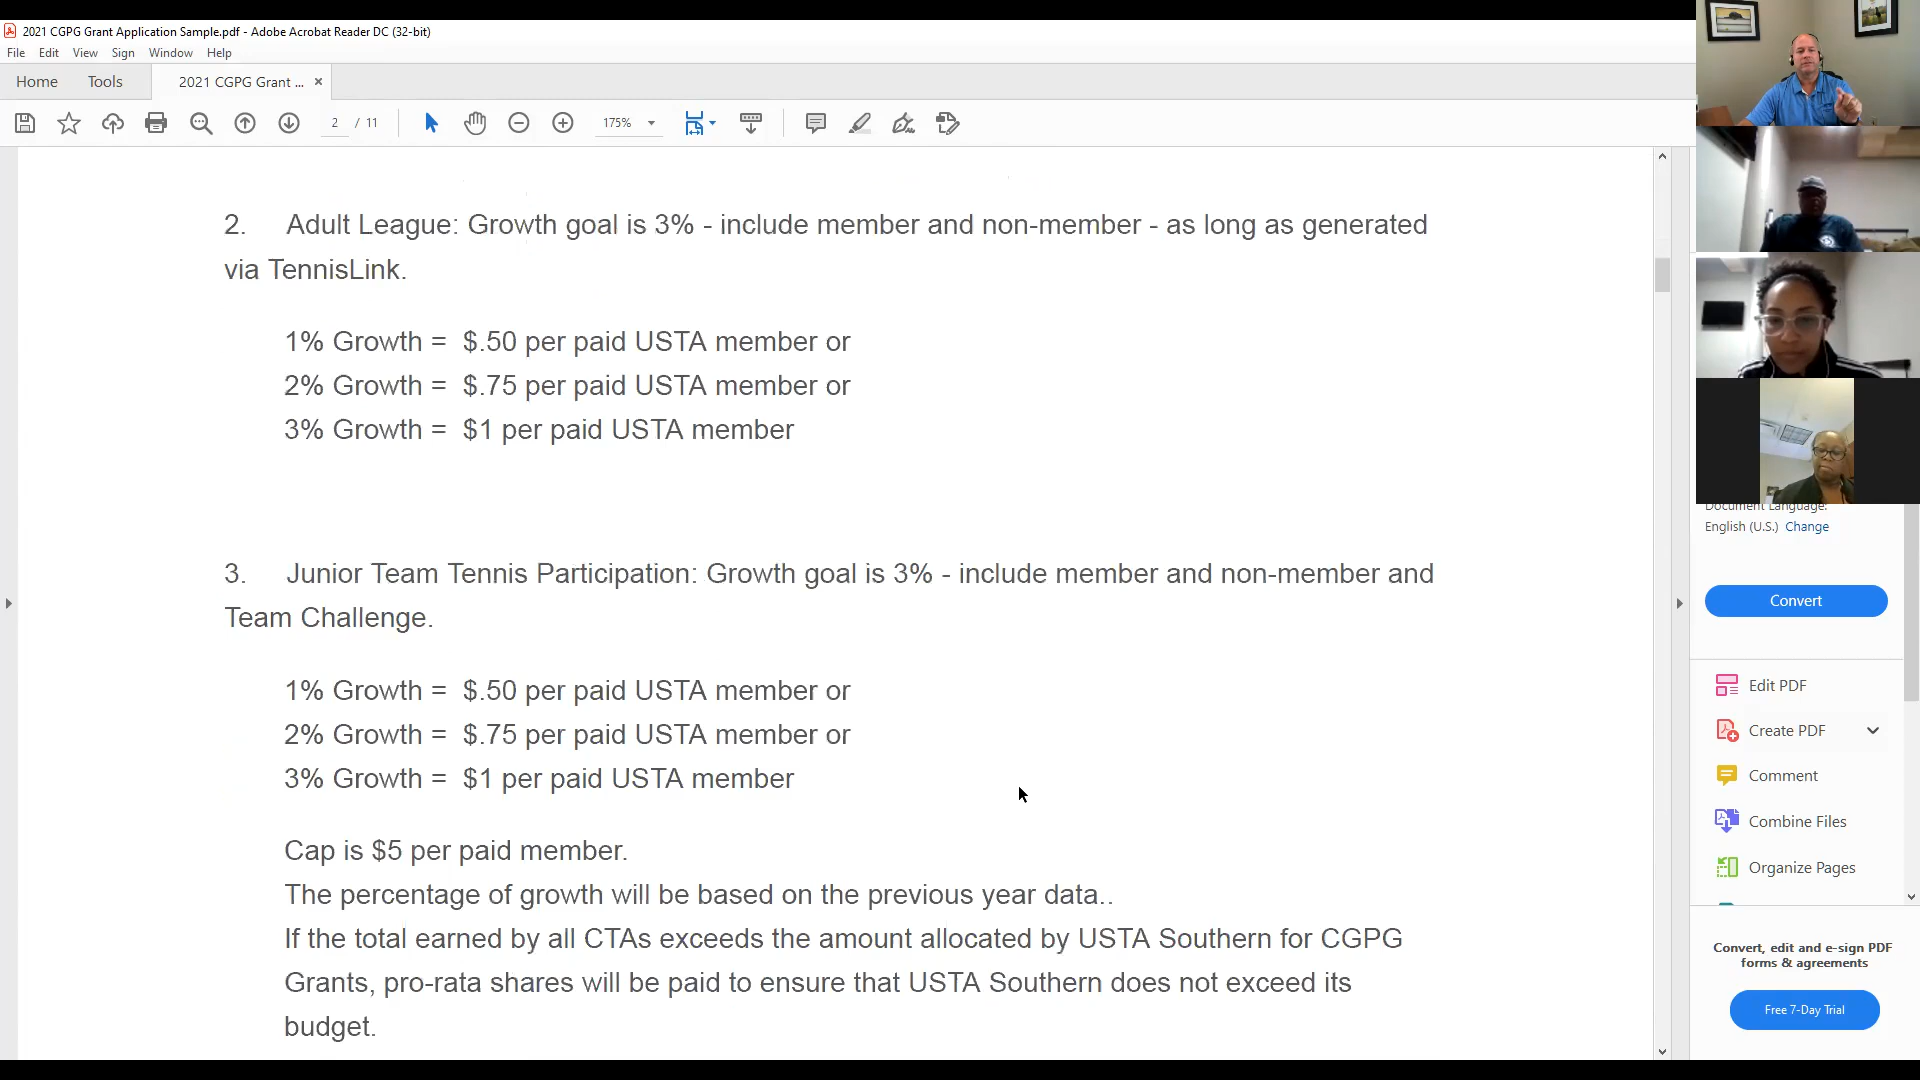 2021 CGPG Grant Application Sample.pdf - Adobe Acrobat Reader DC (32-bit)
File Edit View Sign Window Help
Home Tools 2021 CGPG Grant ... ×
2 / 11 175%
2. Adult League: Growth goal is 3% - include member and non-member - as long as generated
via TennisLink.
1% Growth = $.50 per paid USTA member or
2% Growth = $.75 per paid USTA member or
3% Growth = $1 per paid USTA member
3. Junior Team Tennis Participation: Growth goal is 3% - include member and non-member and
Team Challenge.
1% Growth = $.50 per paid USTA member or
2% Growth = $.75 per paid USTA member or
3% Growth = $1 per paid USTA member
Cap is $5 per paid member.
The percentage of growth will be based on the previous year data..
If the total earned by all CTAs exceeds the amount allocated by USTA Southern for CGPG
Grants, pro-rata shares will be paid to ensure that USTA Southern does not exceed its
budget.
Document Language:
English (U.S.) Change
Convert
Edit PDF
Create PDF
Comment
Combine Files
Organize Pages
Convert, edit and e-sign PDF
forms & agreements
Free 7-Day Trial